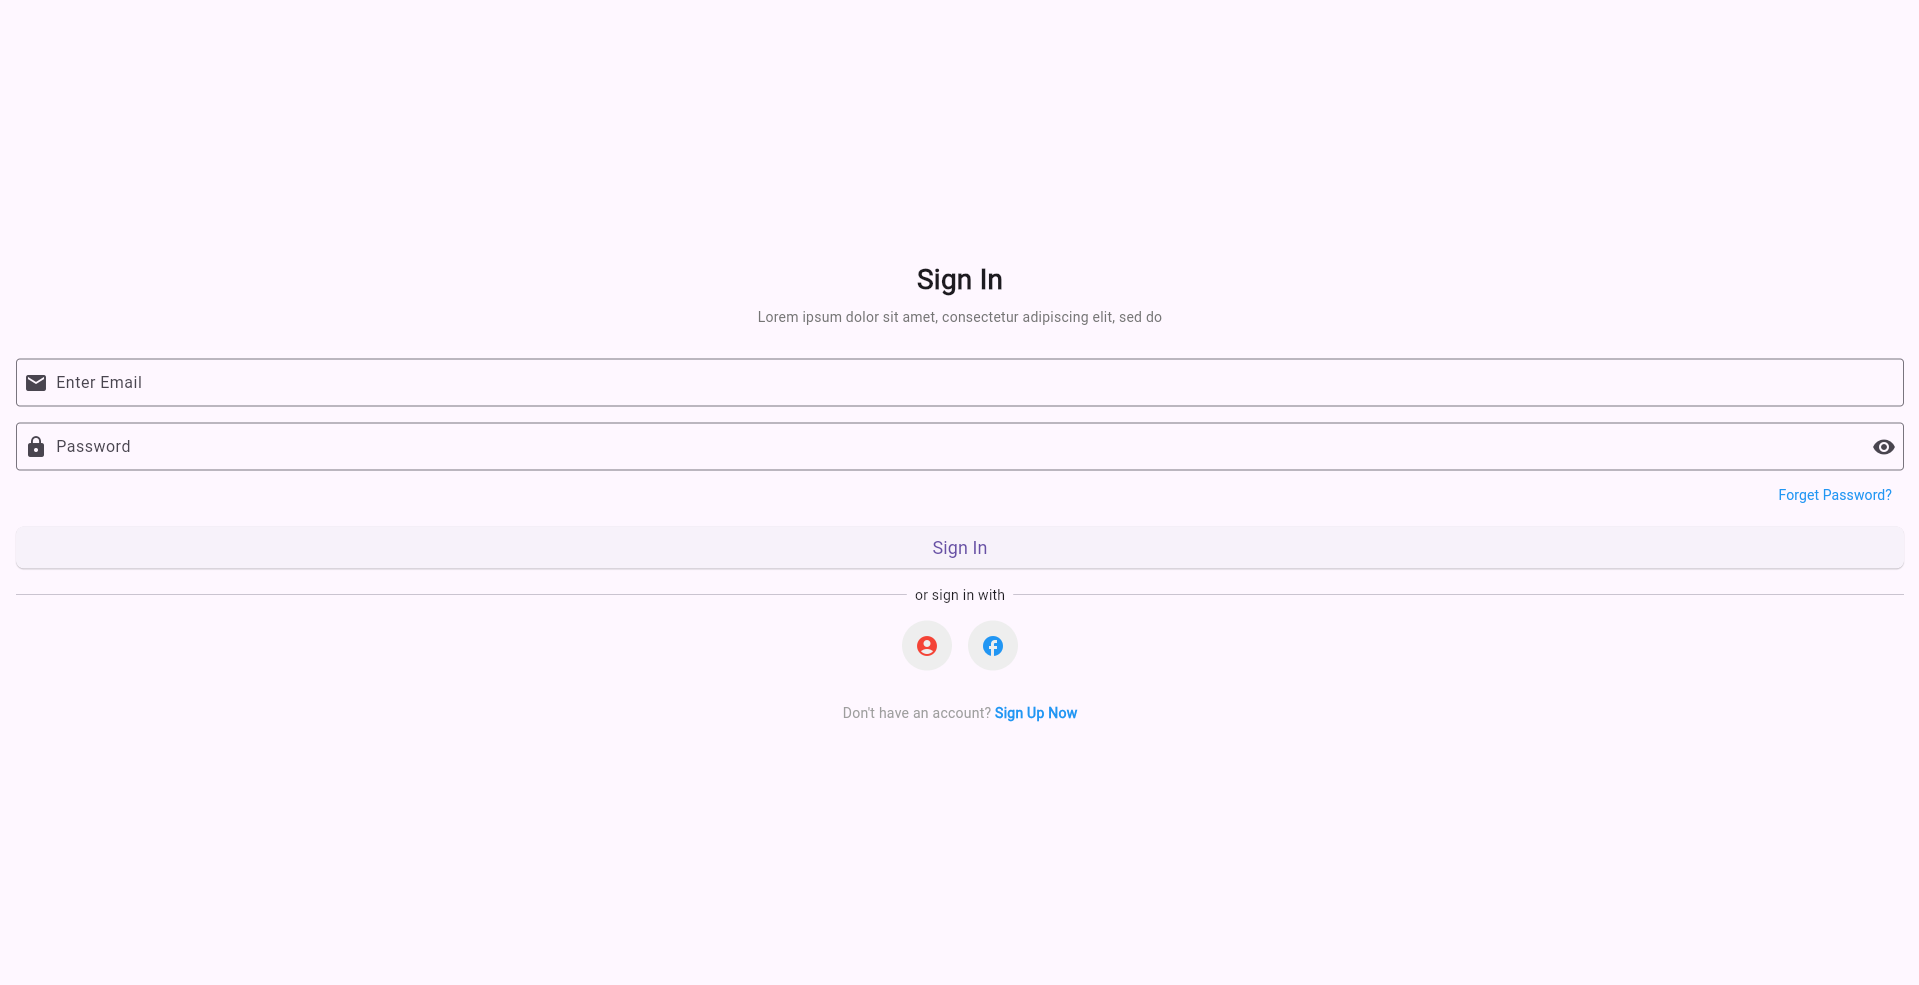 Sign In
Lorem ipsum dolor sit amet, consectetur adipiscing elit, sed do
Enter Email
Password
Forget Password?
Sign In
or sign in with
Don't have an account? Sign Up Now